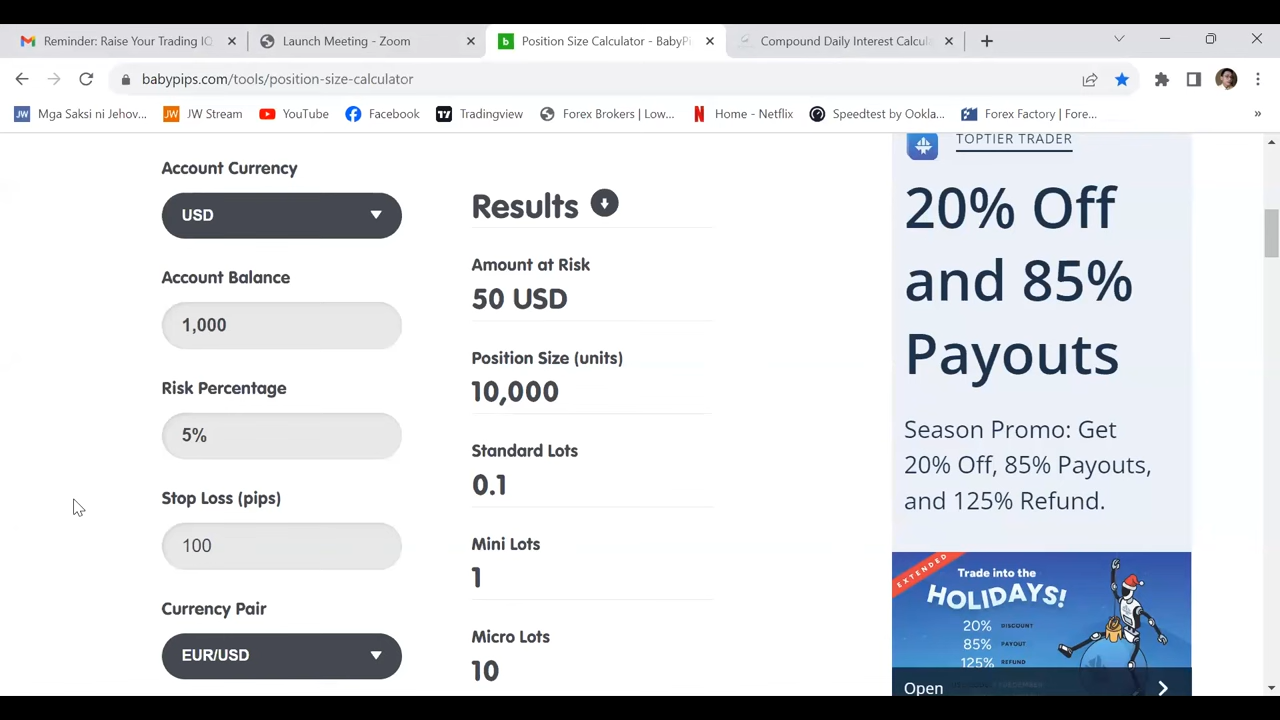 Reminder: Raise Your Trading IQ
Launch Meeting - Zoom
Position Size Calculator - BabyPi
Compound Daily Interest Calcula
babypips.com/tools/position-size-calculator
Mga Saksi ni Jehov...
JW Stream
YouTube
Facebook
Tradingview
Forex Brokers | Low...
Home - Netflix
Speedtest by Ookla...
Forex Factory | Fore...
»
Account Currency
USD
Account Balance
1,000
Risk Percentage
5%
Stop Loss (pips)
100
Currency Pair
EUR/USD
Results
Amount at Risk
50 USD
Position Size (units)
10,000
Standard Lots
0.1
Mini Lots
1
Micro Lots
10
TOPTIER TRADER
20% Off
and 85%
Payouts
Season Promo: Get
20% Off, 85% Payouts,
and 125% Refund.
EXTENDED
Trade into the
HOLIDAYS!
20% DISCOUNT
85% PAYOUT
125% REFUND
Open